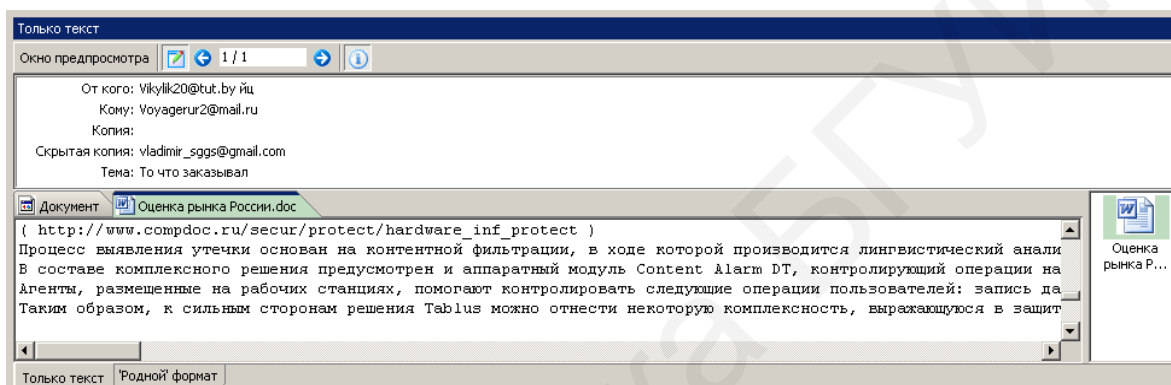 Только текст
Окно предпросмотра 1 / 1
От кого: Vikylik20@tut.by йц
Кому: Voyagerur2@mail.ru
Копия:
Скрытая копия: vladimir_sggs@gmail.com
Тема: То что заказывал
Документ Оценка рынка России.doc
( http://www.compdoc.ru/secur/protect/hardware_inf_protect )
Процесс выявления утечки основан на контентной фильтрации, в ходе которой производится лингвистический анали
В составе комплексного решения предусмотрен и аппаратный модуль Content Alarm DT, контролирующий операции на
Агенты, размещенные на рабочих станциях, помогают контролировать следующие операции пользователей: запись да
Таким образом, к сильным сторонам решения Tablus можно отнести некоторую комплексность, выражающуюся в защит
Оценка
рынка Р...
Только текст 'Родной' формат